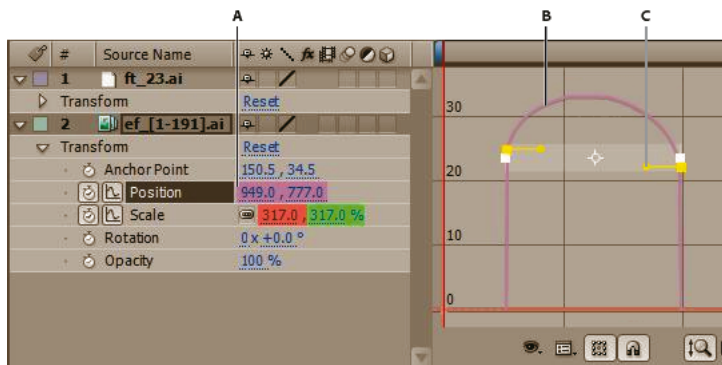 A B C
# Source Name
1 ft_23.ai
Transform Reset
2 ef_[1-191].ai
Transform Reset
Anchor Point 150.5 , 34.5
Position 949.0 , 777.0
Scale 317.0 , 317.0 %
Rotation 0 x +0.0 °
Opacity 100 %
30
20
10
0